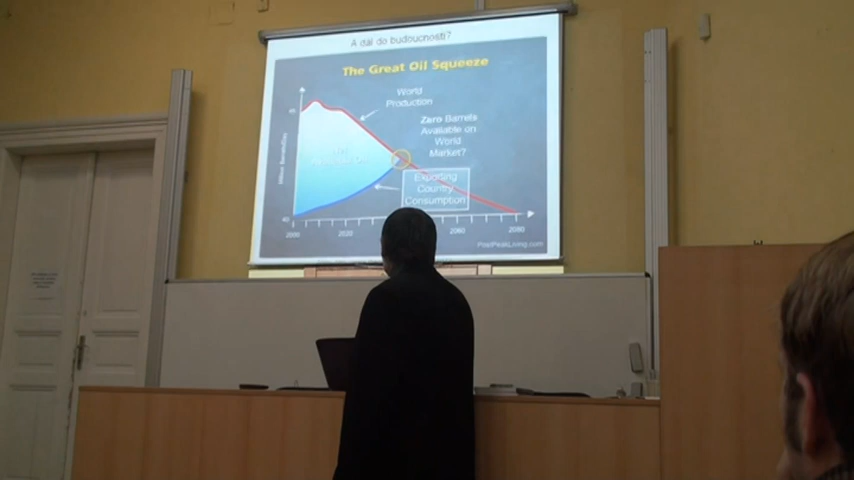 A dál do budoucnosti?
The Great Oil Squeeze
World
Production
Zero Barrels
Available on
World
Market?
Exporting
Country
Consumption
2000
2020
2060
2080
PostPeakLiving.com